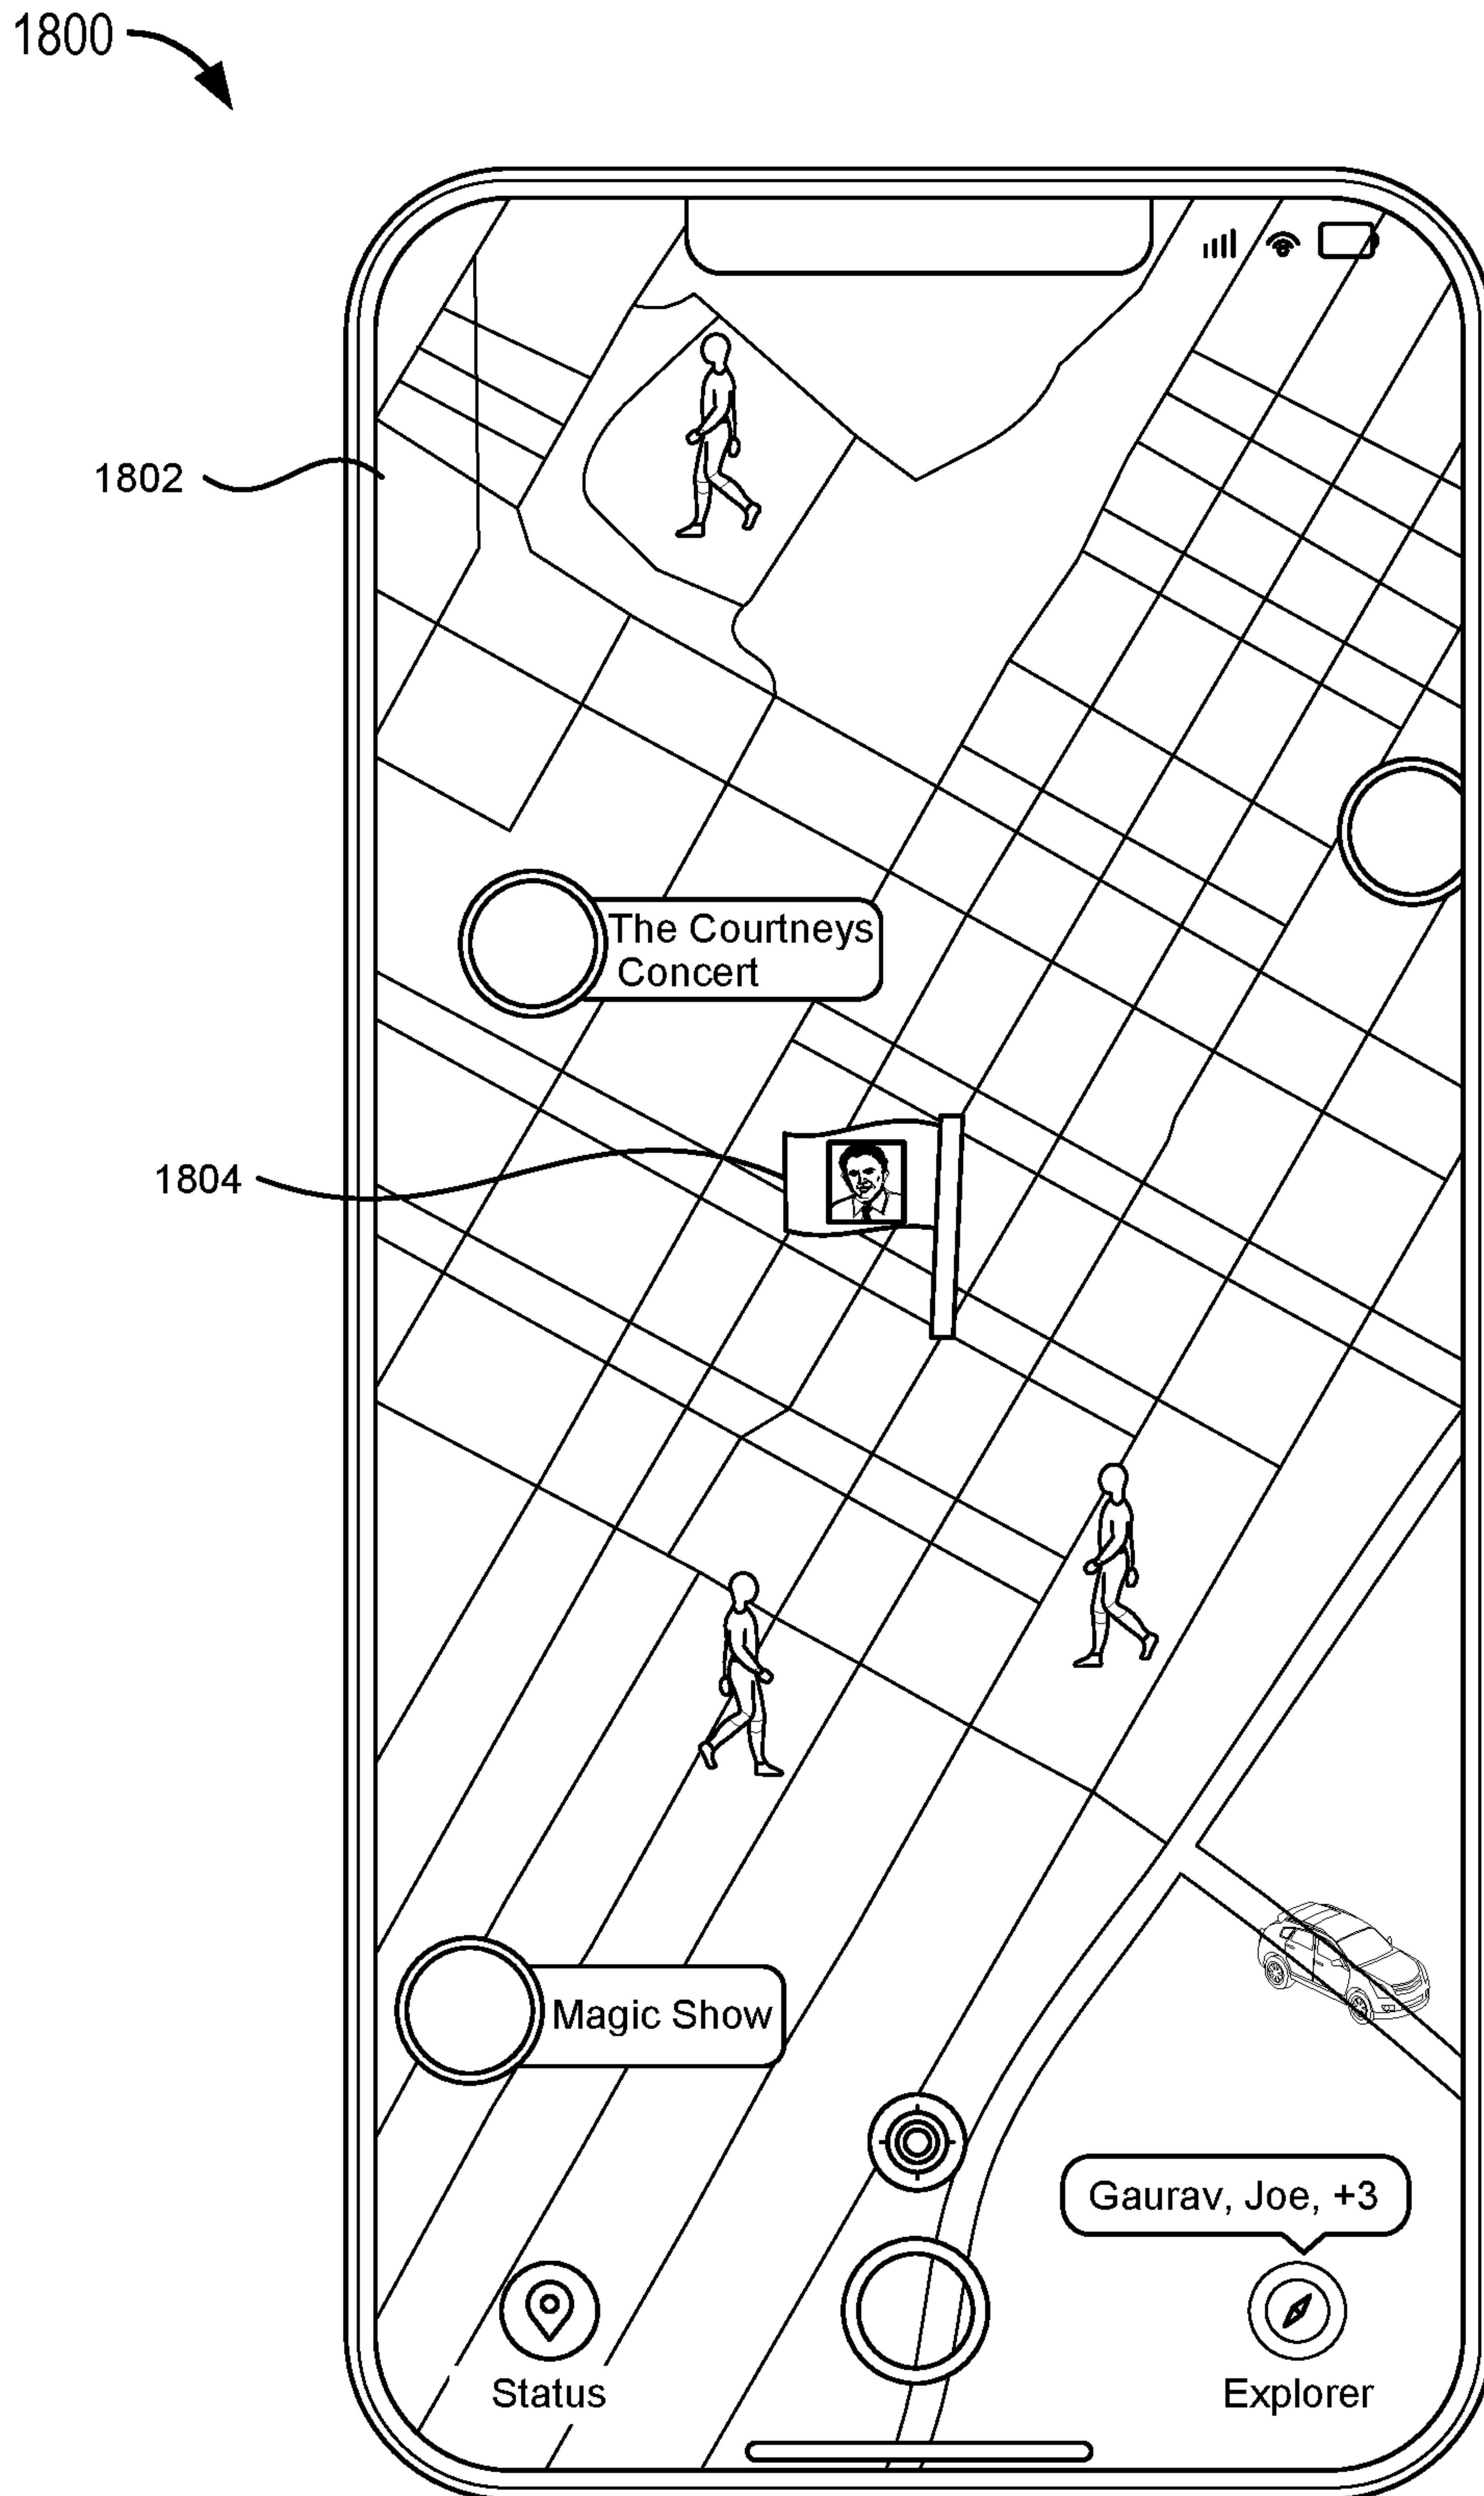 1800
1802
The Courtneys
Concert
1804
Magic Show
Gaurav, Joe, +3
Status
Explorer